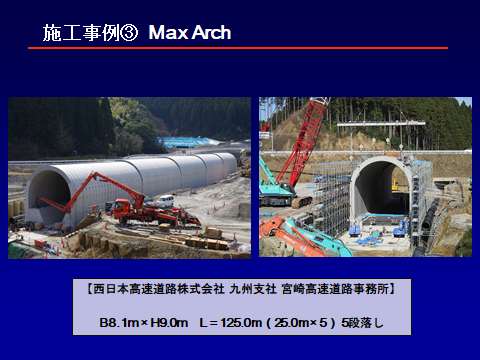 施工事例③ Max Arch
【西日本高速道路株式会社 九州支社 宮崎高速道路事務所】
B8.1m×H9.0m L=125.0m(25.0m×5) 5段落し